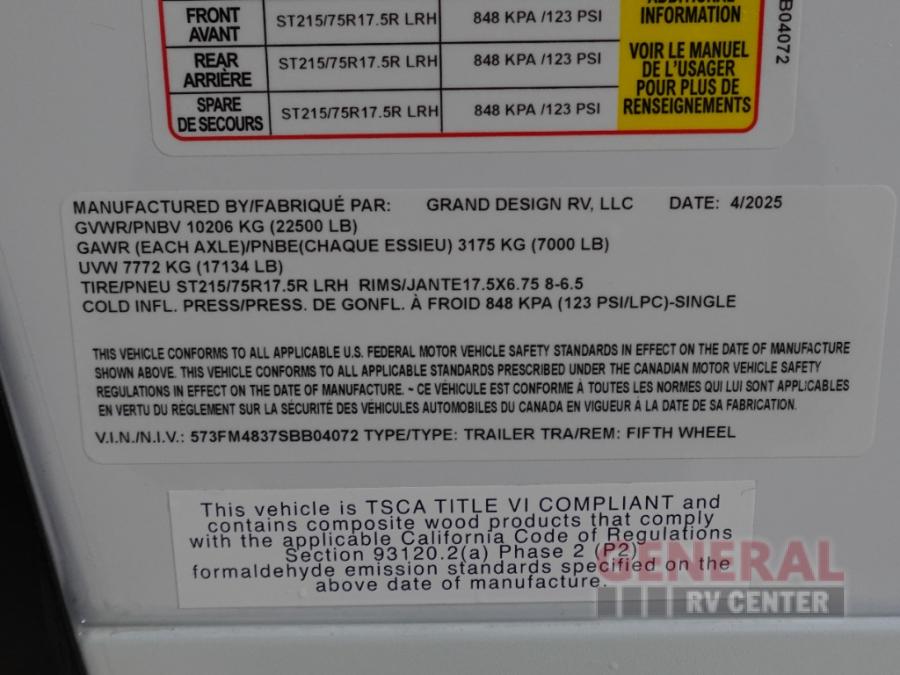 INFORMATION
VOIR LE MANUEL
DE L'USAGER
POUR PLUS DE
RENSEIGNEMENTS
FRONT
AVANT
ST215/75R17.5R LRH
848 KPA /123 PSI
REAR
ARRIÈRE
ST215/75R17.5R LRH
848 KPA /123 PSI
SPARE
DE SECOURS
ST215/75R17.5R LRH
848 KPA /123 PSI
B04072
MANUFACTURED BY/FABRIQUÉ PAR: GRAND DESIGN RV, LLC DATE: 4/2025
GVWR/PNBV 10206 KG (22500 LB)
GAWR (EACH AXLE)/PNBE(CHAQUE ESSIEU) 3175 KG (7000 LB)
UVW 7772 KG (17134 LB)
TIRE/PNEU ST215/75R17.5R LRH RIMS/JANTE17.5X6.75 8-6.5
COLD INFL. PRESS/PRESS. DE GONFL. À FROID 848 KPA (123 PSI/LPC)-SINGLE
THIS VEHICLE CONFORMS TO ALL APPLICABLE U.S. FEDERAL MOTOR VEHICLE SAFETY STANDARDS IN EFFECT ON THE DATE OF MANUFACTURE
SHOWN ABOVE. THIS VEHICLE CONFORMS TO ALL APPLICABLE STANDARDS PRESCRIBED UNDER THE CANADIAN MOTOR VEHICLE SAFETY
REGULATIONS IN EFFECT ON THE DATE OF MANUFACTURE. ~ CE VÉHICULE EST CONFORME À TOUTES LES NORMES QUI LUI SONT APPLICABLES
EN VERTU DU RÈGLEMENT SUR LA SÉCURITÉ DES VÉHICULES AUTOMOBILES DU CANADA EN VIGUEUR À LA DATE DE SA FABRICATION.
V.I.N./N.I.V.: 573FM4837SBB04072 TYPE/TYPE: TRAILER TRA/REM: FIFTH WHEEL
This vehicle is TSCA TITLE VI COMPLIANT and
contains composite wood products that comply
with the applicable California Code of Regulations
Section 93120.2(a) Phase 2 (P2)
formaldehyde emission standards specified on the
above date of manufacture.
GENERAL
RV CENTER